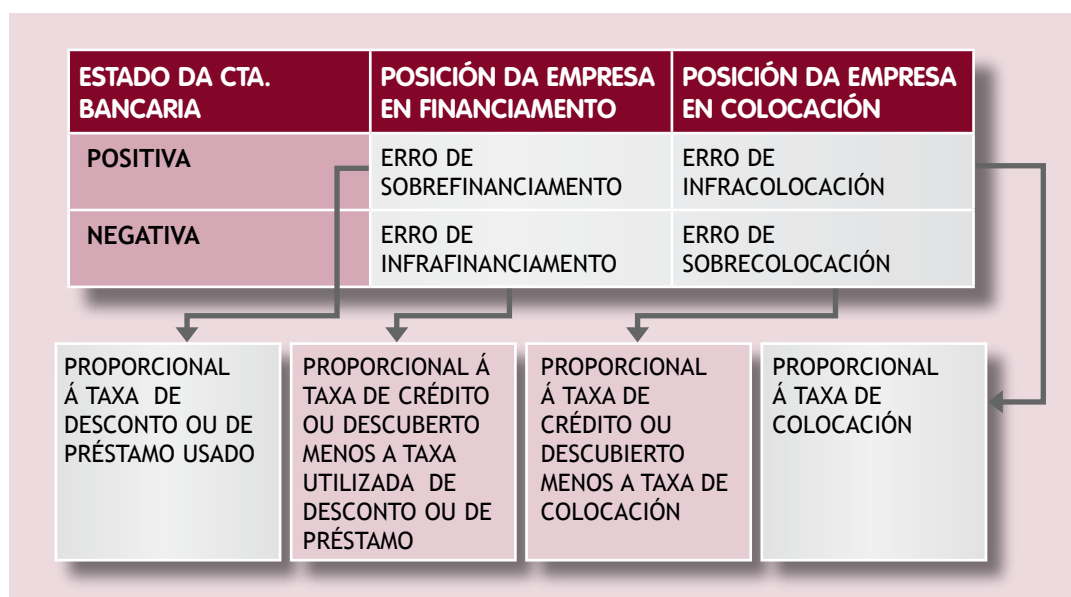 ESTADO DA CTA.
BANCARIA
POSICIÓN DA EMPRESA
EN FINANCIAMENTO
POSICIÓN DA EMPRESA
EN COLOCACIÓN
POSITIVA
ERRO DE
SOBREFINANCIAMENTO
ERRO DE
INFRACOLOCACIÓN
NEGATIVA
ERRO DE
INFRAFINANCIAMENTO
ERRO DE
SOBRECOLOCACIÓN
PROPORCIONAL
Á TAXA DE
DESCONTO OU DE
PRÉSTAMO USADO
PROPORCIONAL Á
TAXA DE CRÉDITO
OU DESCUBERTO
MENOS A TAXA
UTILIZADA DE
DESCONTO OU DE
PRÉSTAMO
PROPORCIONAL
Á TAXA DE
CRÉDITO OU
DESCUBIERTO
MENOS A TAXA DE
COLOCACIÓN
PROPORCIONAL
Á TAXA DE
COLOCACIÓN